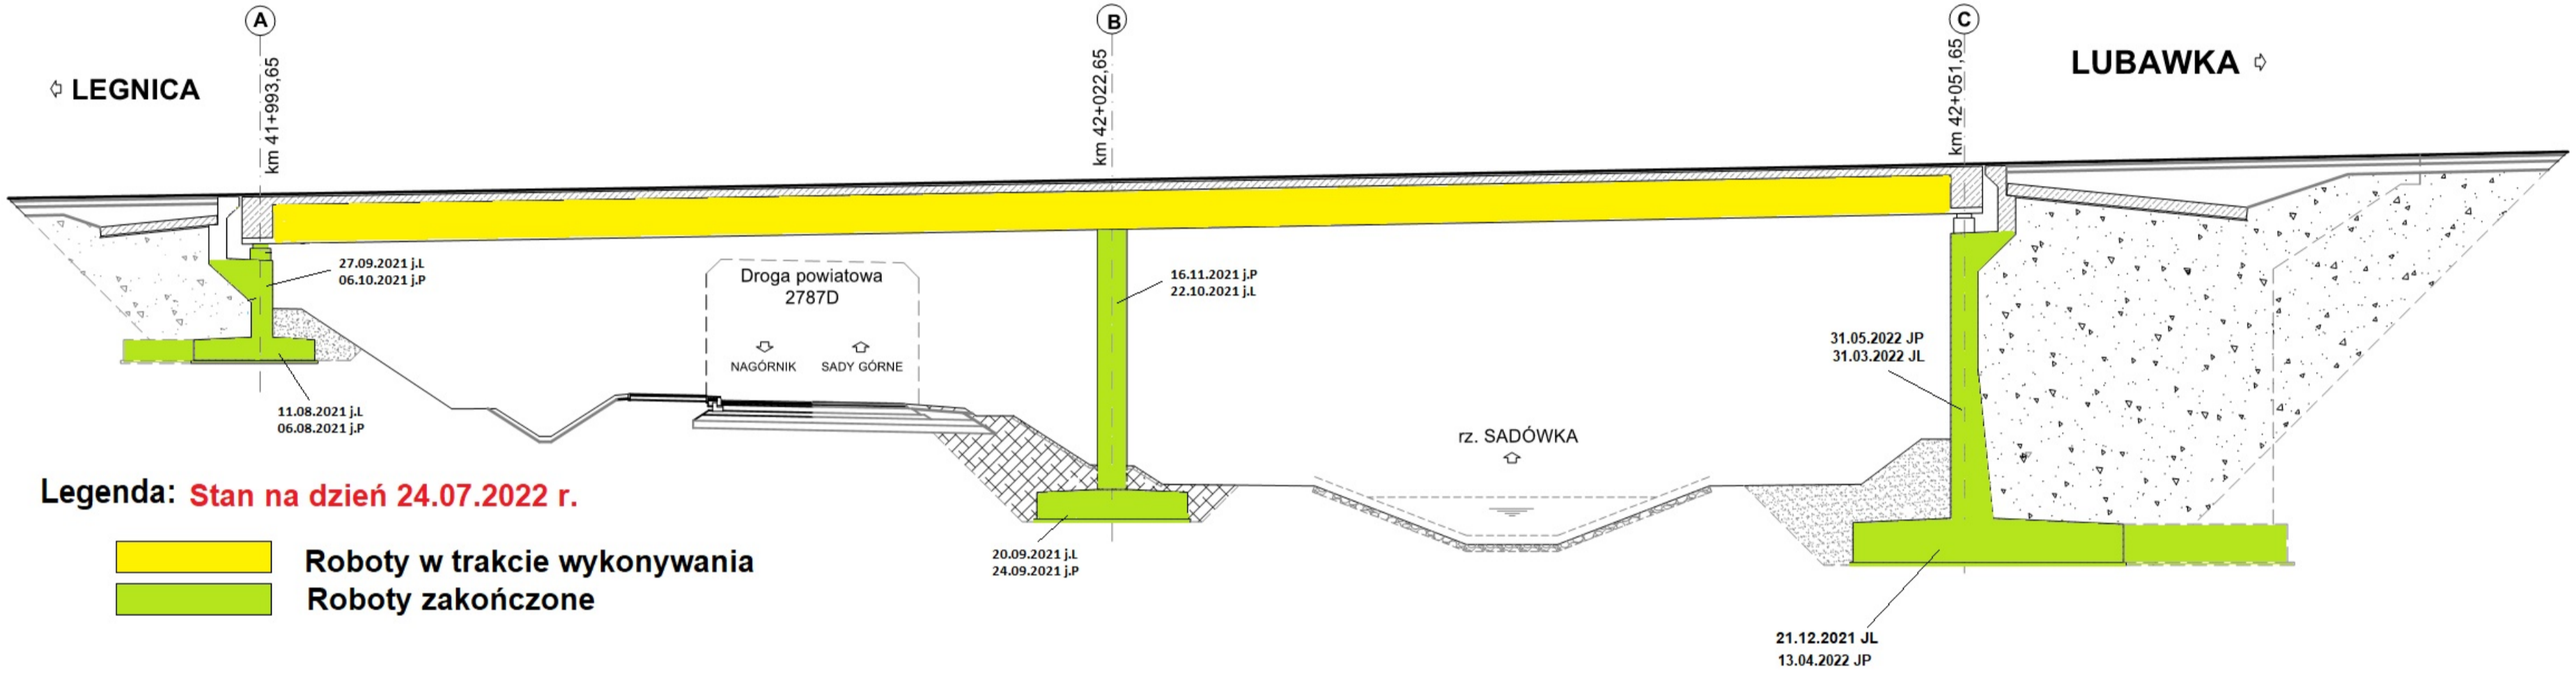 A
B
C
⇦ LEGNICA
km 41+993,65
km 42+022,65
km 42+051,65
LUBAWKA ⇨
27.09.2021 j.L
06.10.2021 j.P
Droga powiatowa
2787D
NAGÓRNIK
SADY GÓRNE
16.11.2021 j.P
22.10.2021 j.L
31.05.2022 JP
31.03.2022 JL
11.08.2021 j.L
06.08.2021 j.P
rz. SADÓWKA
Legenda: Stan na dzień 24.07.2022 r.
Roboty w trakcie wykonywania
Roboty zakończone
20.09.2021 j.L
24.09.2021 j.P
21.12.2021 JL
13.04.2022 JP